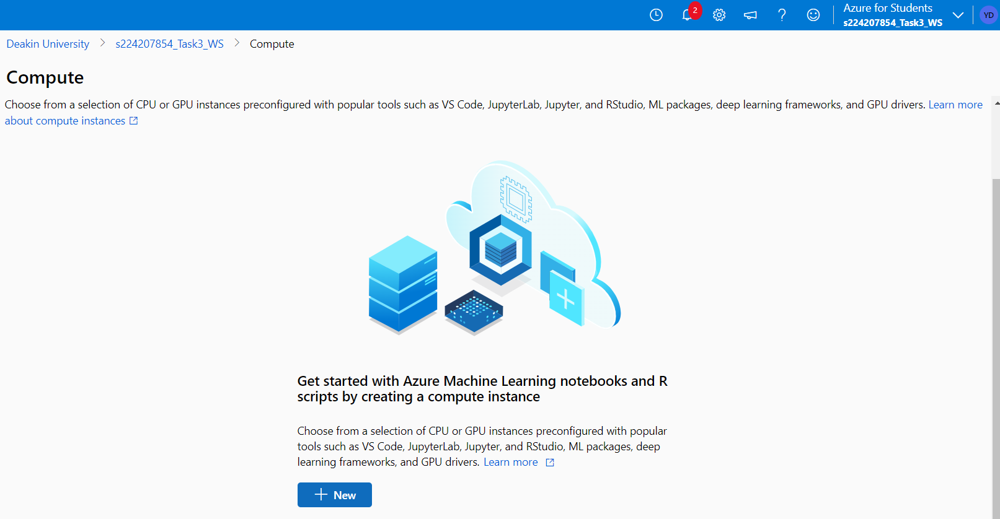 2
Azure for Students
s224207854_Task3_WS
YD
Deakin University > s224207854_Task3_WS > Compute
Compute
Choose from a selection of CPU or GPU instances preconfigured with popular tools such as VS Code, JupyterLab, Jupyter, and RStudio, ML packages, deep learning frameworks, and GPU drivers. Learn more
about compute instances
Get started with Azure Machine Learning notebooks and R
scripts by creating a compute instance
Choose from a selection of CPU or GPU instances preconfigured with popular
tools such as VS Code, JupyterLab, Jupyter, and RStudio, ML packages, deep
learning frameworks, and GPU drivers. Learn more
New